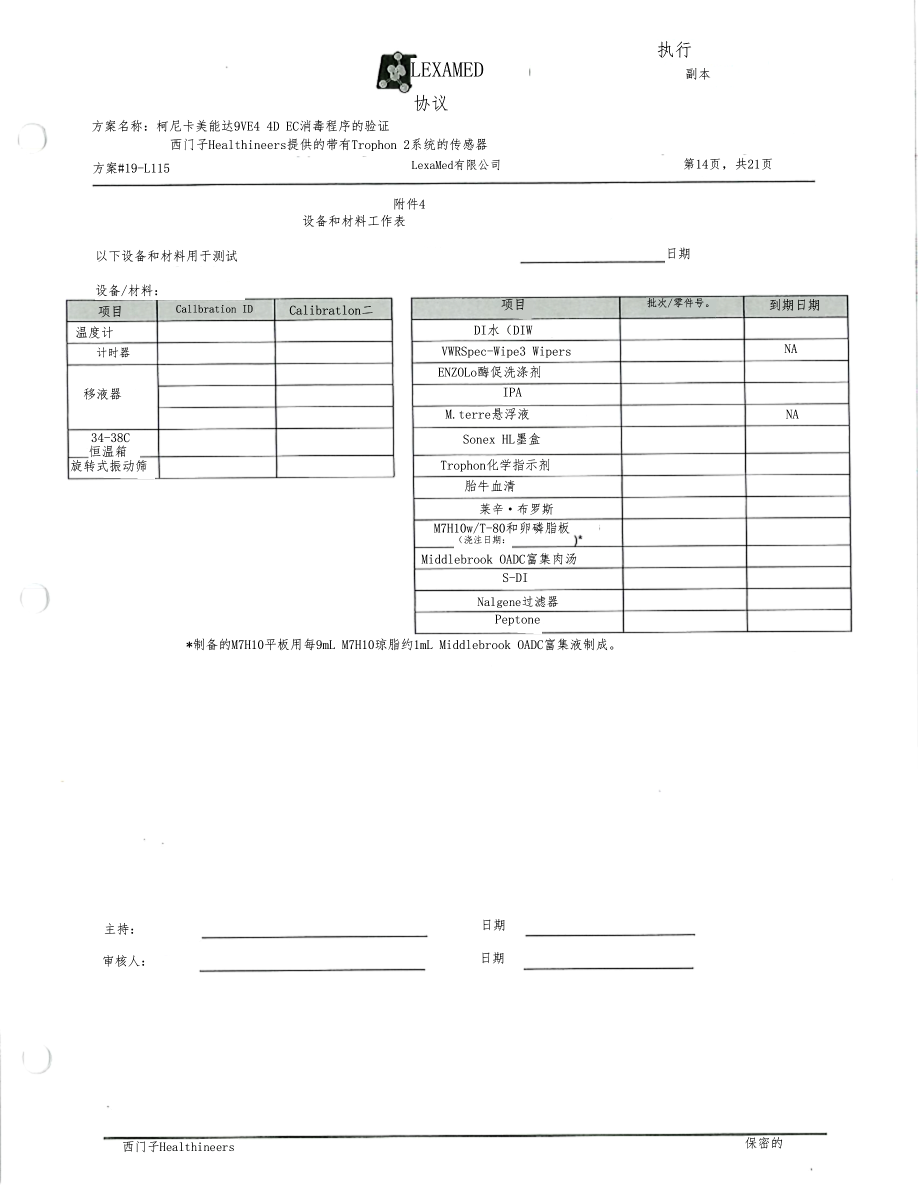 执行
副本
LEXAMED
协议
方案名称：柯尼卡美能达9VE4 4D EC消毒程序的验证
西门子Healthineers提供的带有Trophon 2系统的传感器
方案#19-L115 LexaMed有限公司 第14页，共21页
附件4
设备和材料工作表
以下设备和材料用于测试 日期
设备/材料：
项目 Callbration ID Calibratlon二
温度计
计时器
移液器
34-38C
恒温箱
旋转式振动筛
项目 批次/零件号。 到期日期
DI水（DIW
VWRSpec-Wipe3 Wipers NA
ENZOLo酶促洗涤剂
IPA
M.terre悬浮液 NA
Sonex HL墨盒
Trophon化学指示剂
胎牛血清
莱辛·布罗斯
M7H10w/T-80和卵磷脂板
（浇注日期： )*
Middlebrook OADC富集肉汤
S-DI
Nalgene过滤器
Peptone
*制备的M7H10平板用每9mL M7H10琼脂约1mL Middlebrook OADC富集液制成。
主持： 日期
审核人： 日期
西门子Healthineers 保密的